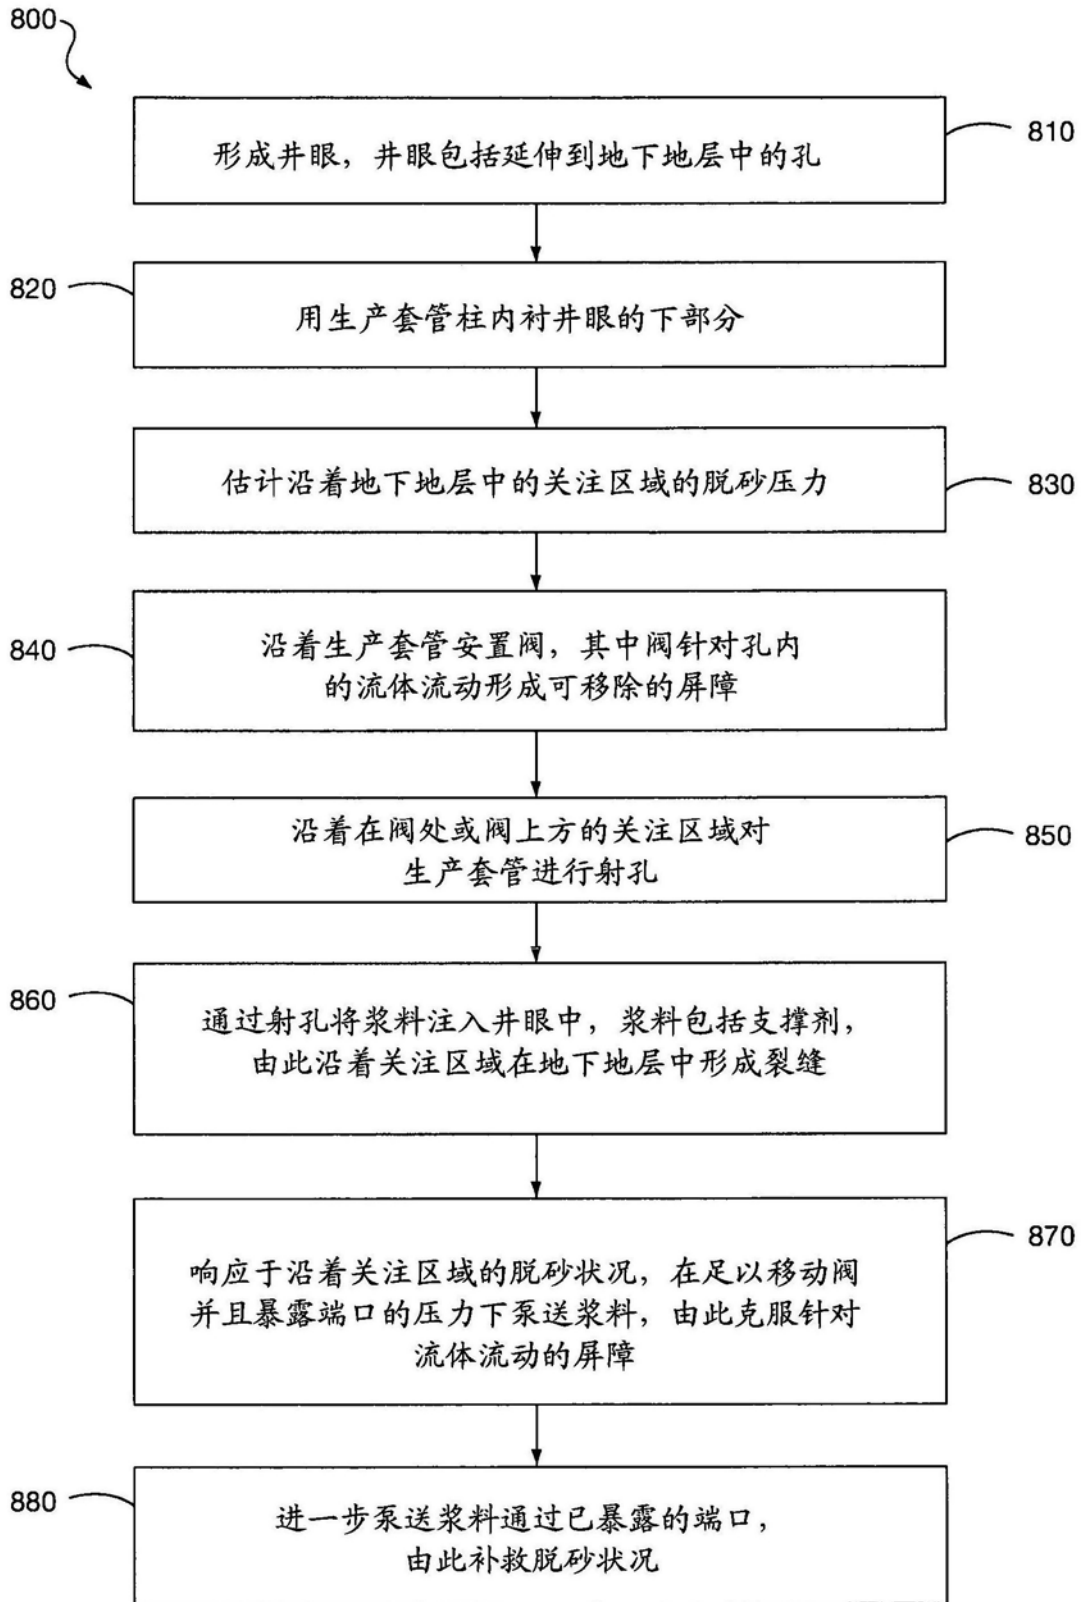 800
形成井眼，井眼包括延伸到地下地层中的孔
810
820
用生产套管柱内衬井眼的下部分
估计沿着地下地层中的关注区域的脱砂压力
830
840
沿着生产套管安置阀，其中阀针对孔内
的流体流动形成可移除的屏障
沿着在阀处或阀上方的关注区域对
生产套管进行射孔
850
860
通过射孔将浆料注入井眼中，浆料包括支撑剂，
由此沿着关注区域在地下地层中形成裂缝
响应于沿着关注区域的脱砂状况，在足以移动阀
并且暴露端口的压力下泵送浆料，由此克服针对
流体流动的屏障
870
880
进一步泵送浆料通过已暴露的端口，
由此补救脱砂状况